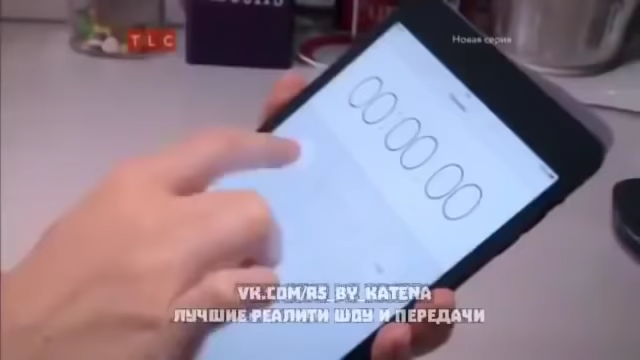 TLC
Новая серия
00:00.00
VK.COM/R5_BY_KATENA
ЛУЧШИЕ РЕАЛИТИ ШОУ И ПЕРЕДАЧИ